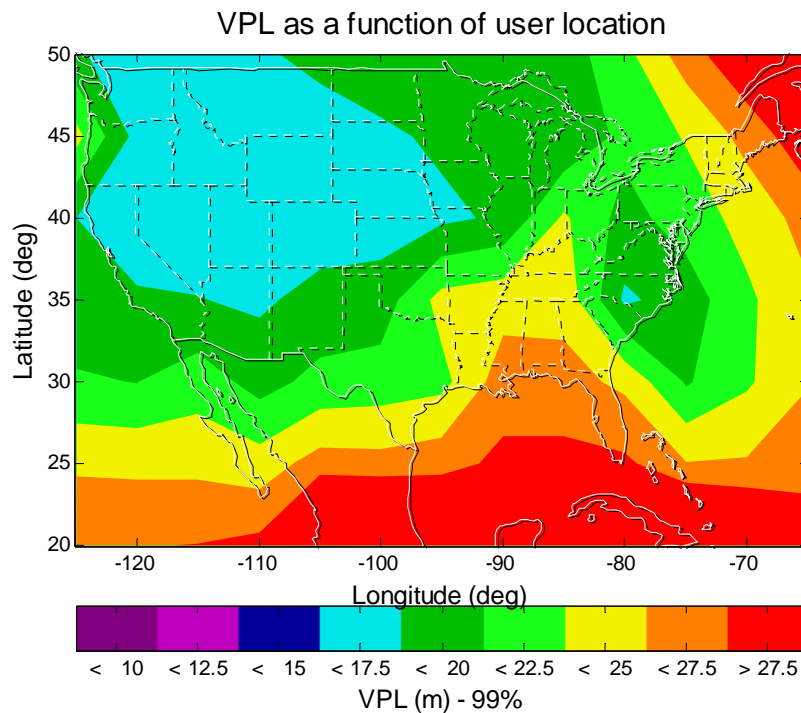 VPL as a function of user location
50
45
40
35
30
25
20
Latitude (deg)
-120 -110 -100 -90 -80 -70
Longitude (deg)
< 10 < 12.5 < 15 < 17.5 < 20 < 22.5 < 25 < 27.5 > 27.5
VPL (m) - 99%